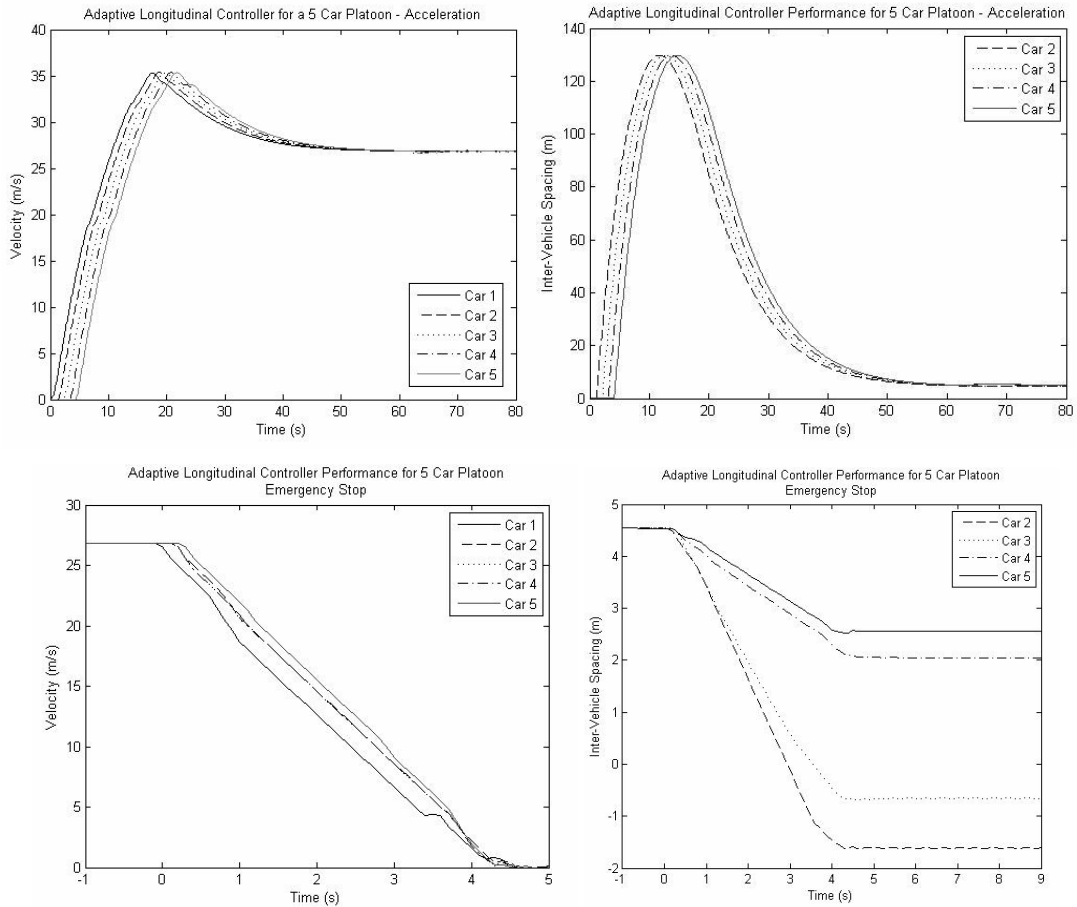 Adaptive Longitudinal Controller for a 5 Car Platoon - Acceleration
40
35
30
25
20
15
10
5
0
Velocity (m/s)
0 10 20 30 40 50 60 70 80
Time (s)
Car 1
Car 2
Car 3
Car 4
Car 5
Adaptive Longitudinal Controller Performance for 5 Car Platoon - Acceleration
140
120
100
80
60
40
20
0
Inter-Vehicle Spacing (m)
0 10 20 30 40 50 60 70 80
Time (s)
Car 2
Car 3
Car 4
Car 5
Adaptive Longitudinal Controller Performance for 5 Car Platoon
Emergency Stop
30
25
20
15
10
5
0
Velocity (m/s)
-1 0 1 2 3 4 5
Time (s)
Car 1
Car 2
Car 3
Car 4
Car 5
Adaptive Longitudinal Controller Performance for 5 Car Platoon
Emergency Stop
5
4
3
2
1
0
-1
-2
Inter-Vehicle Spacing (m)
-1 0 1 2 3 4 5 6 7 8 9
Time (s)
Car 2
Car 3
Car 4
Car 5